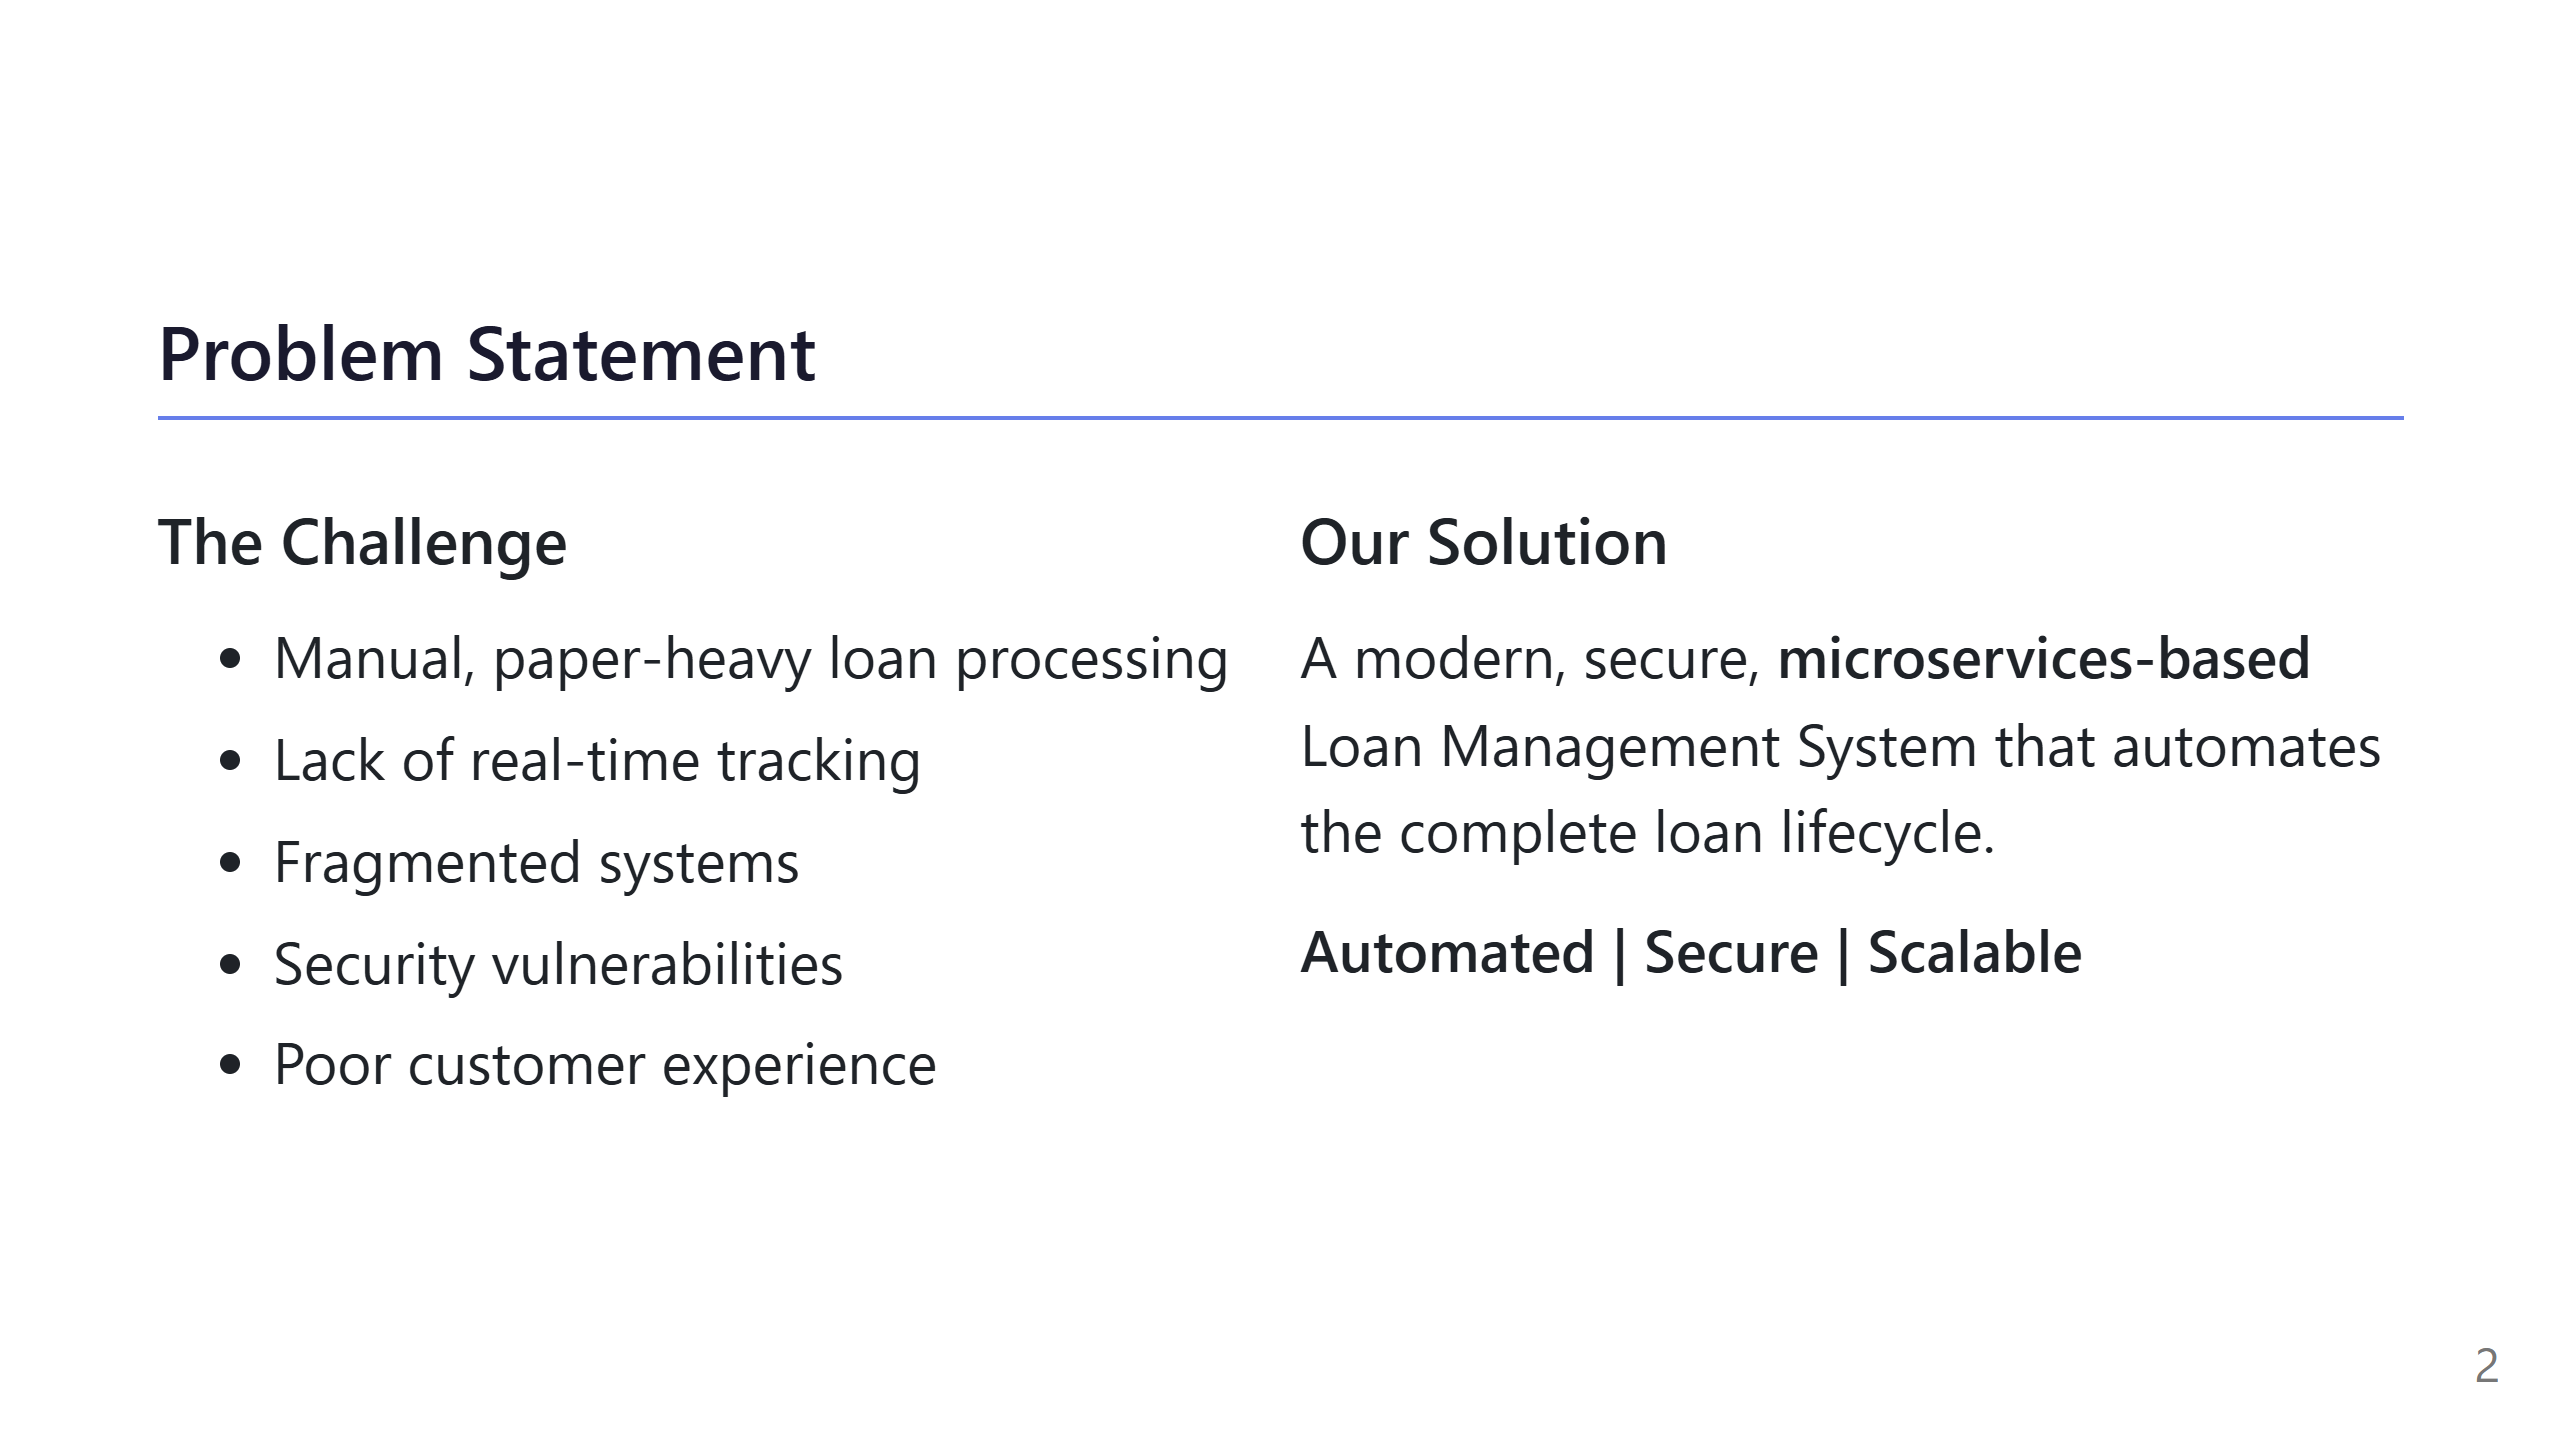 Problem Statement
The Challenge
• Manual, paper-heavy loan processing
• Lack of real-time tracking
• Fragmented systems
• Security vulnerabilities
• Poor customer experience
Our Solution
A modern, secure, microservices-based
Loan Management System that automates
the complete loan lifecycle.
Automated | Secure | Scalable
2